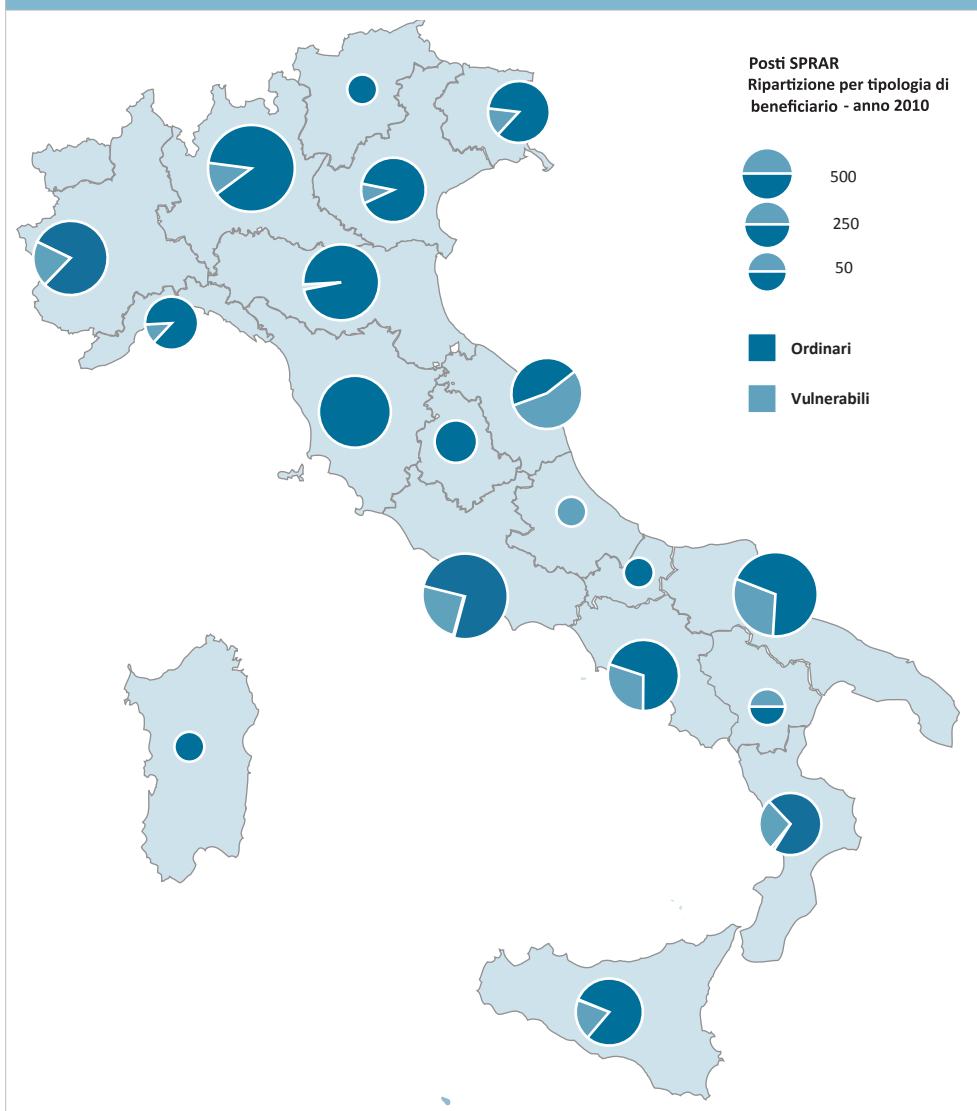 Posti SPRAR
Ripartizione per tipologia di
beneficiario - anno 2010
500
250
50
Ordinari
Vulnerabili